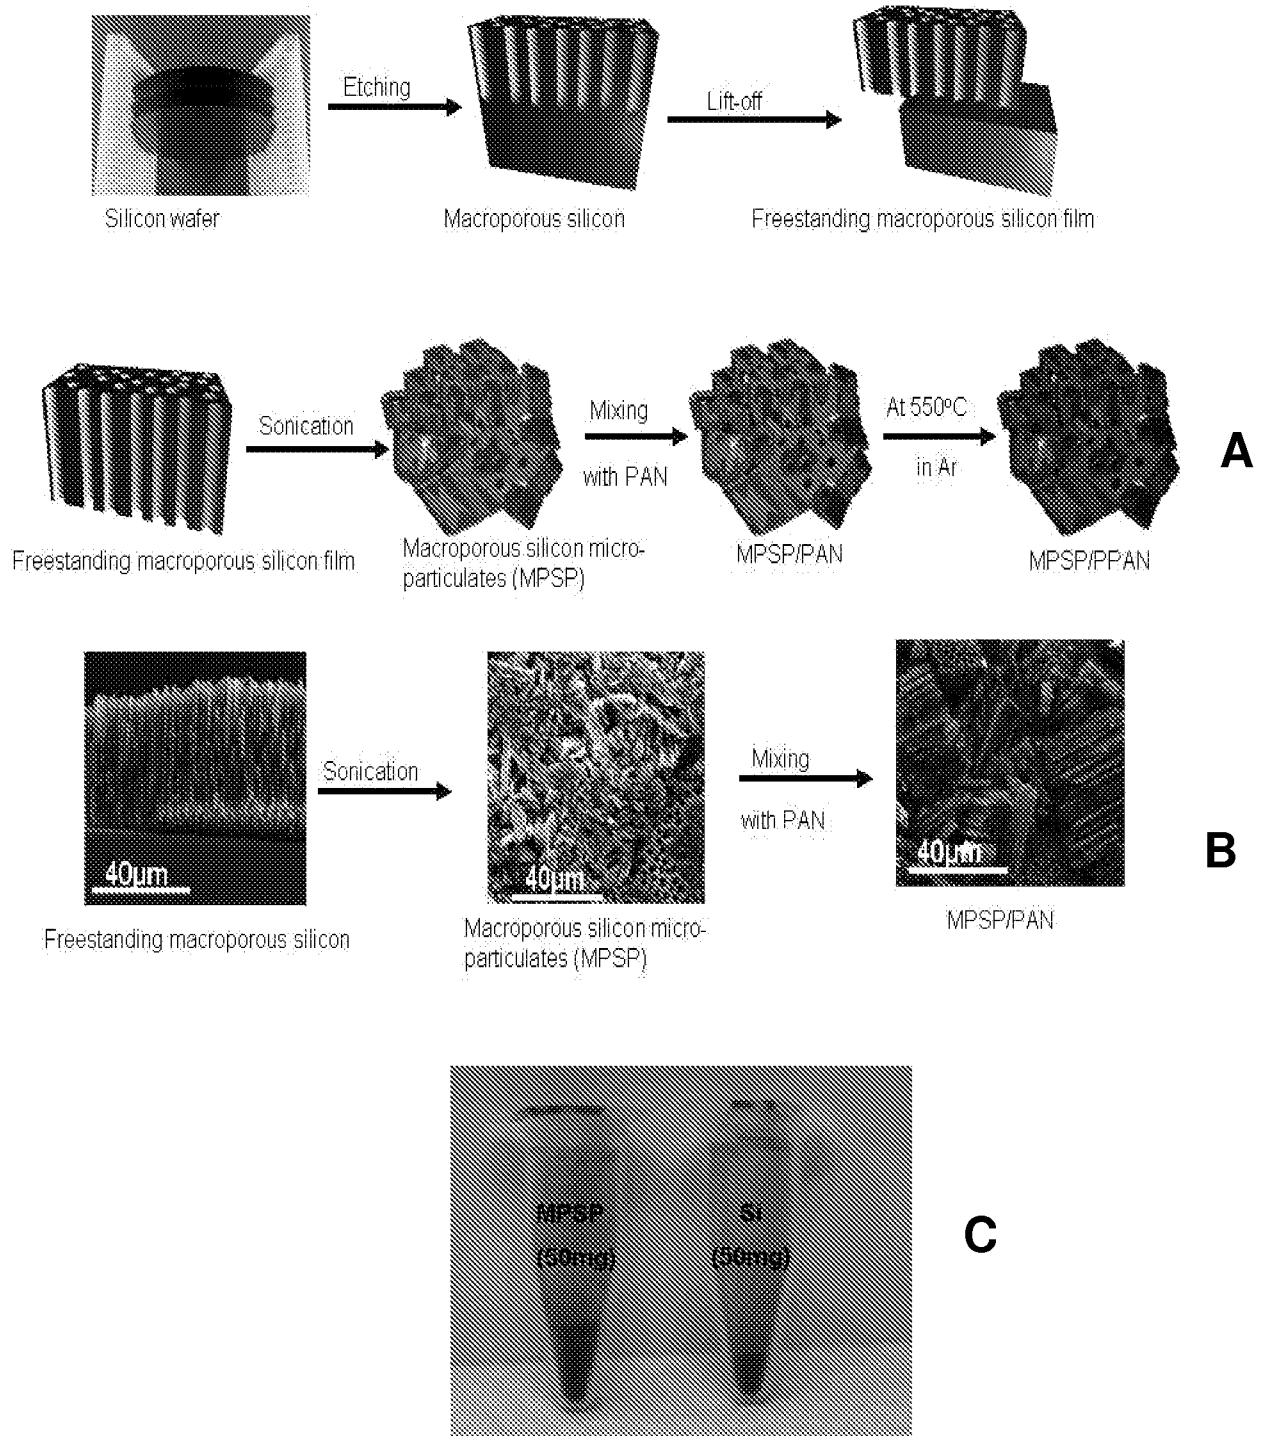 Etching
Lift-off
Silicon wafer
Macroporous silicon
Freestanding macroporous silicon film
Sonication
Mixing
with PAN
At 550ºC
in Ar
A
Freestanding macroporous silicon film
Macroporous silicon micro-
particulates (MPSP)
MPSP/PAN
MPSP/PPAN
Sonication
Mixing
with PAN
B
40μm
40μm
40μm
Freestanding macroporous silicon
Macroporous silicon micro-
particulates (MPSP)
MPSP/PAN
MPSP
(50mg)
Si
(50mg)
C